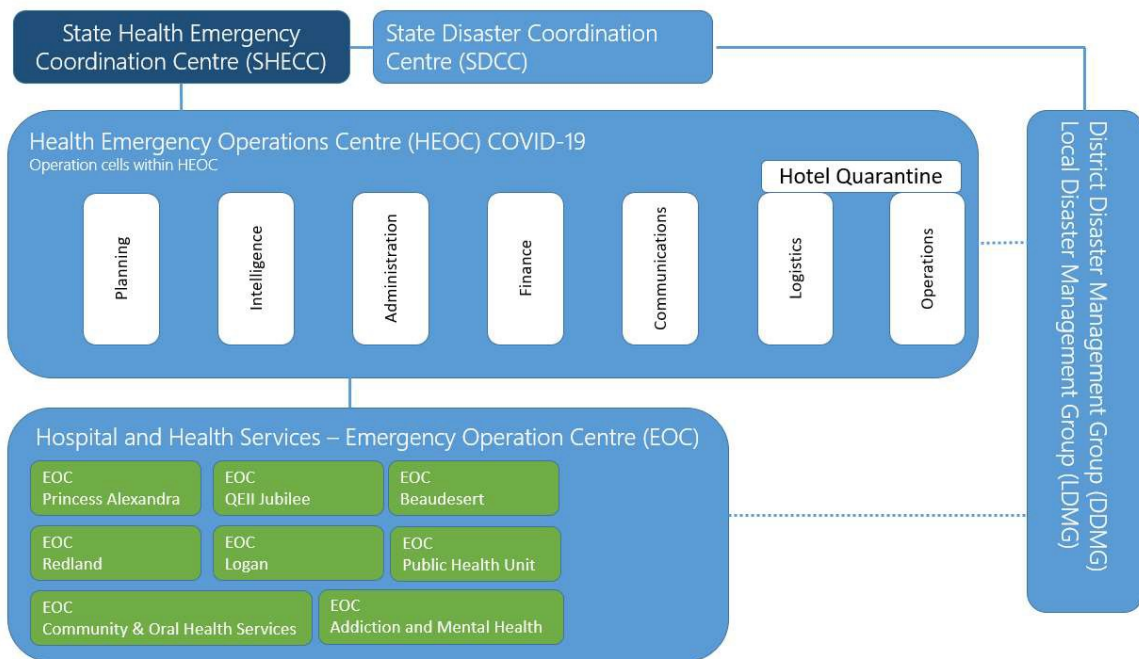 State Health Emergency
Coordination Centre (SHECC)
State Disaster Coordination
Centre (SDCC)
Health Emergency Operations Centre (HEOC) COVID-19
Operation cells within HEOC
Hotel Quarantine
Planning
Intelligence
Administration
Finance
Communications
Logistics
Operations
District Disaster Management Group (DDMG)
Local Disaster Management Group (LDMG)
Hospital and Health Services – Emergency Operation Centre (EOC)
EOC
Princess Alexandra
EOC
QEII Jubilee
EOC
Beaudesert
EOC
Redland
EOC
Logan
EOC
Public Health Unit
EOC
Community & Oral Health Services
EOC
Addiction and Mental Health